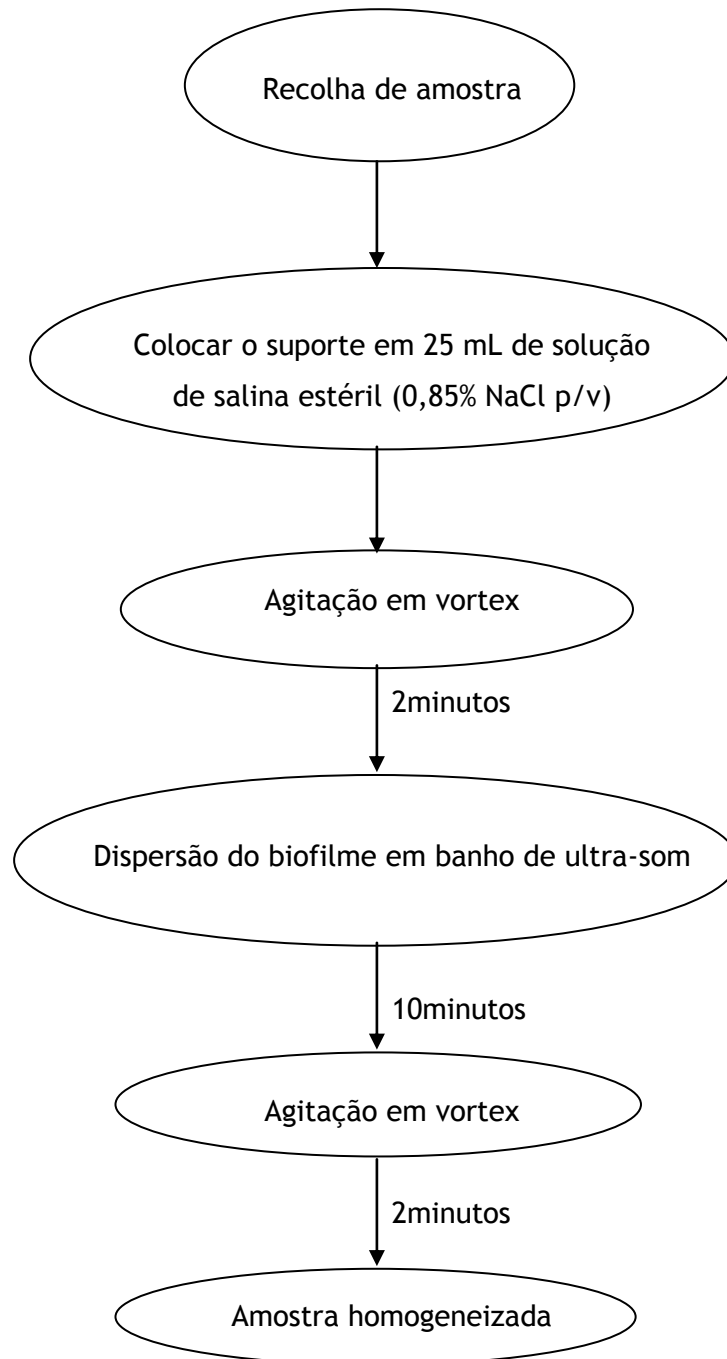 Recolha de amostra
Colocar o suporte em 25 mL de solução
de salina estéril (0,85% NaCl p/v)
Agitação em vortex
2minutos
Dispersão do biofilme em banho de ultra-som
10minutos
Agitação em vortex
2minutos
Amostra homogeneizada